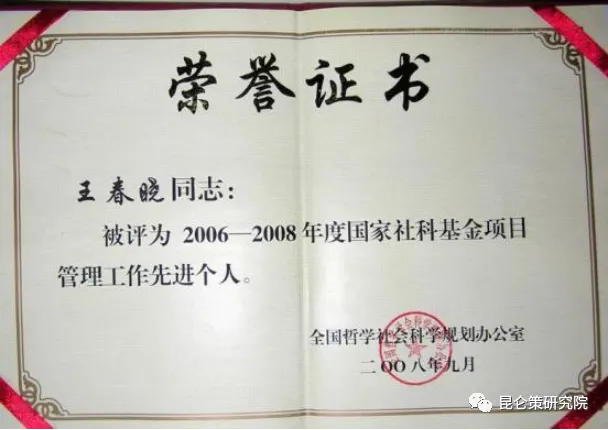 荣誉证书
王春晓同志：
被评为 2006—2008 年度国家社科基金项目
管理工作先进个人。
全国哲学社会科学规划办公室
二〇〇八年九月
昆仑策研究院